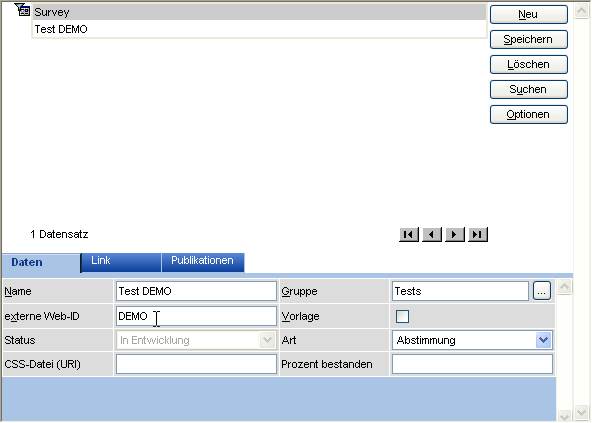 Survey
Test DEMO
Neu
Speichern
Löschen
Suchen
Optionen
1 Datensatz
Daten Link Publikationen
Name Test DEMO Gruppe Tests ...
externe Web-ID DEMO Vorlage
Status In Entwicklung Art Abstimmung
CSS-Datei (URI) Prozent bestanden